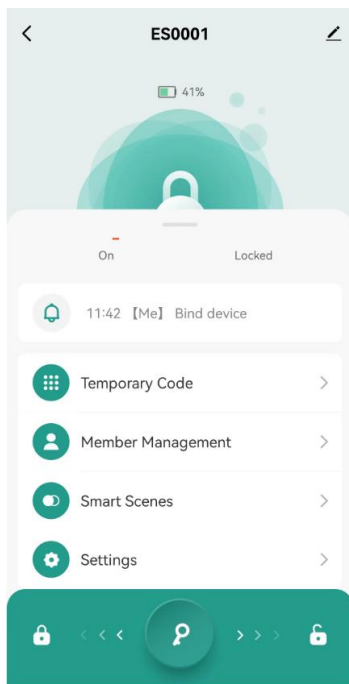 ES0001
41%
On Locked
11:42 【Me】 Bind device
Temporary Code
Member Management
Smart Scenes
Settings